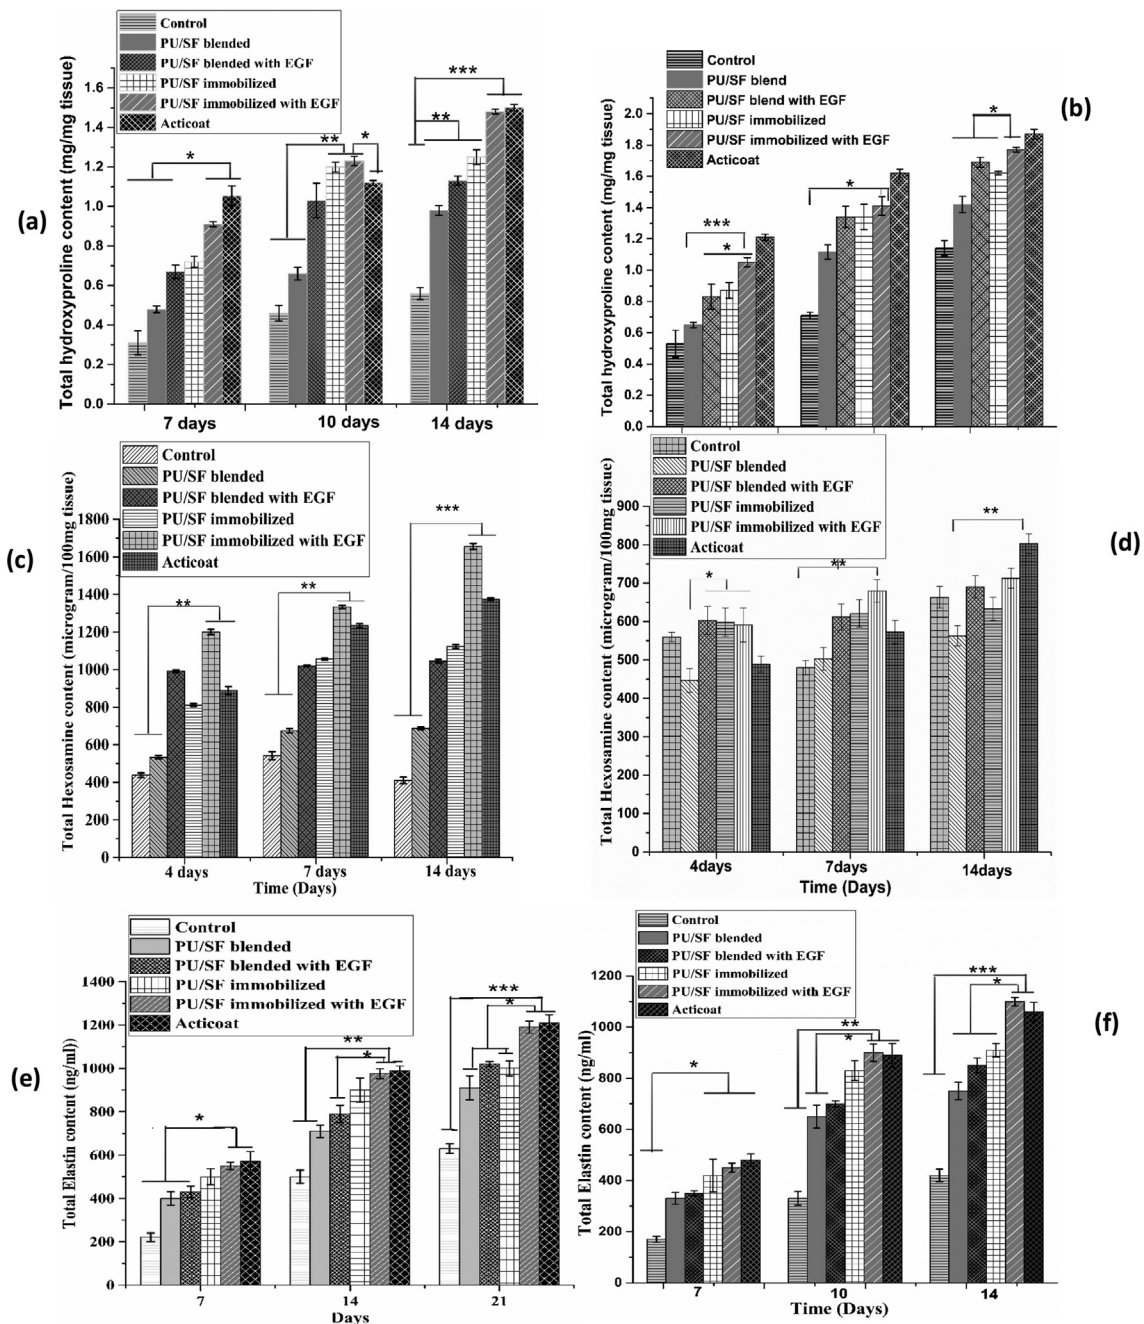 (a)
Control
PU/SF blended
PU/SF blended with EGF
PU/SF immobilized
PU/SF immobilized with EGF
Acticoat
Total hydroxyproline content (mg/mg tissue)
1.6
1.4
1.2
1.0
0.8
0.6
0.4
0.2
0.0
*
**
*
***
**
7 days
10 days
14 days
(b)
Control
PU/SF blend
PU/SF blend with EGF
PU/SF immobilized
PU/SF immobilized with EGF
Acticoat
Total hydroxyproline content (mg/mg tissue)
2.0
1.8
1.6
1.4
1.2
1.0
0.8
0.6
0.4
0.2
0.0
***
*
*
*
(c)
Control
PU/SF blended
PU/SF blended with EGF
PU/SF immobilized
PU/SF immobilized with EGF
Acticoat
Total Hexosamine content (microgram/100mg tissue)
1800
1600
1400
1200
1000
800
600
400
200
0
**
**
***
4 days
7 days
14 days
Time (Days)
(d)
Control
PU/SF blended
PU/SF blended with EGF
PU/SF immobilized
PU/SF immobilized with EGF
Acticoat
Total Hexosamine content (microgram/100mg tissue)
900
800
700
600
500
400
300
200
100
0
*
**
**
4days
7days
14days
Time (Days)
(e)
Control
PU/SF blended
PU/SF blended with EGF
PU/SF immobilized
PU/SF immobilized with EGF
Acticoat
Total Elastin content (ng/ml))
1400
1200
1000
800
600
400
200
0
*
**
*
***
*
7
14
21
Days
(f)
Control
PU/SF blended
PU/SF blended with EGF
PU/SF immobilized
PU/SF immobilized with EGF
Acticoat
Total Elastin content (ng/ml)
1200
1000
800
600
400
200
0
*
**
*
***
*
7
10
14
Time (Days)